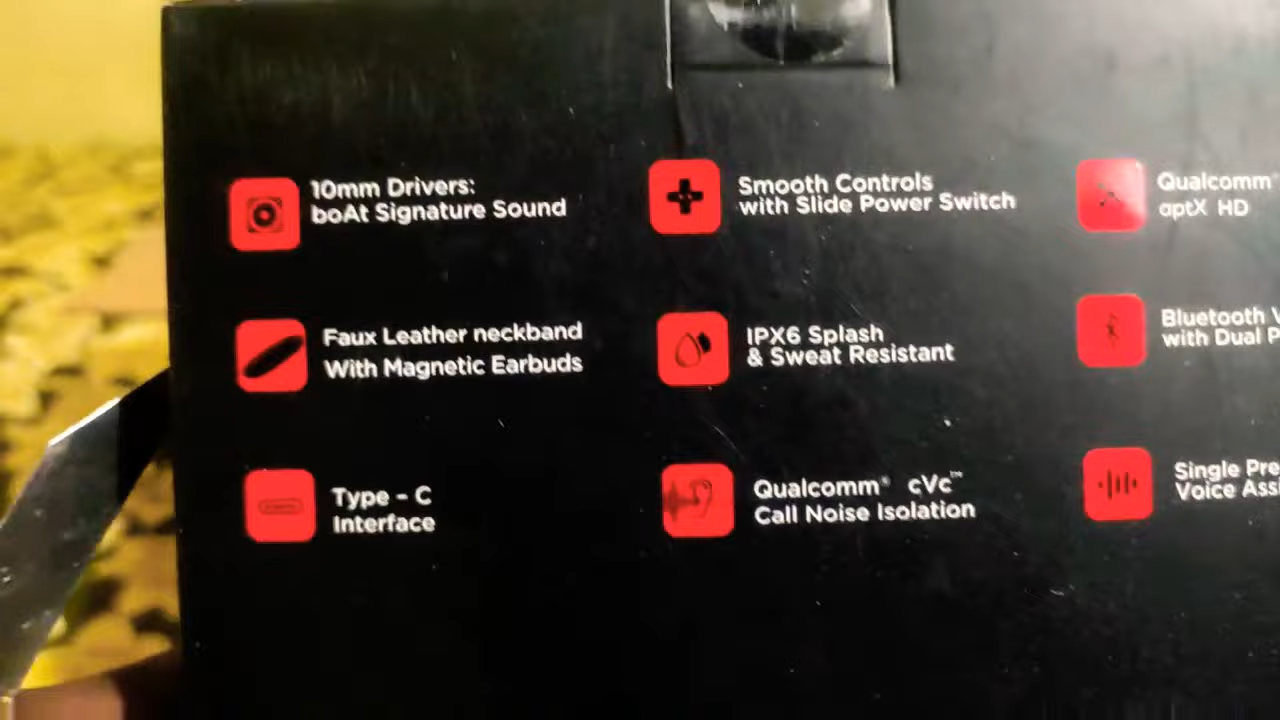 10mm Drivers:
boAt Signature Sound
Smooth Controls
with Slide Power Switch
Qualcomm®
aptX HD
Faux Leather neckband
With Magnetic Earbuds
IPX6 Splash
& Sweat Resistant
Bluetooth
with Dual
Type - C
Interface
Qualcomm® cVc™
Call Noise Isolation
Single
Voice